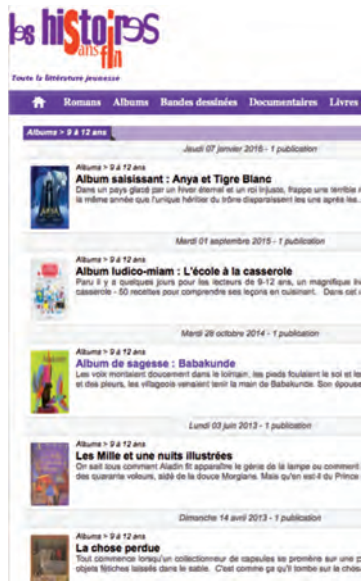 les histoires
sans fin
Toute la littérature jeunesse
Romans Albums Bandes dessinées Documentaires Livres
Albums > 9 à 12 ans
Jeudi 07 janvier 2016 - 1 publication
Albums > 9 à 12 ans
Album saisissant : Anya et Tigre Blanc
Dans un pays glacé par un hiver éternel et un roi injuste, frappe une terrible
la même année que l'unique héritier du trône disparaissent les uns après les..
Mardi 01 septembre 2015 - 1 publication
Albums > 9 à 12 ans
Album ludico-miam : L'école à la casserole
Paru il y a quelques jours pour les lecteurs de 9-12 ans, un magnifique
casserole - 50 recettes pour comprendre ses leçons en cuisinant. Dans cet
Mardi 28 octobre 2014 - 1 publication
Albums > 9 à 12 ans
Album de sagesse : Babakunde
Les voix montaient doucement dans le lointain, les pieds foulaient le sol et
et des pleurs, les villageois venaient tenir la main de Babakunde. Son épouse
Lundi 03 juin 2013 - 1 publication
Albums > 9 à 12 ans
Les Mille et une nuits illustrées
On sait tous comment Aladin fit apparaître le génie de la lampe ou comment
des quarante voleurs, aidé de la douce Morgiane. Mais qu'en est-il du Prince
Dimanche 14 avril 2013 - 1 publication
Albums > 9 à 12 ans
La chose perdue
Tout commence lorsqu'un collectionneur de capsules se promène sur une
objets fétiches laissés dans le sable. C'est comme ça qu'il tombe sur la